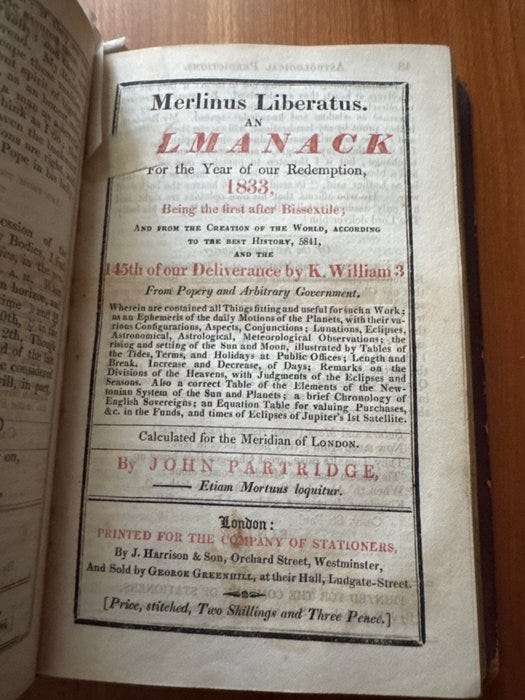 Merlinus Liberatus.
AN
LMANACK
For the Year of our Redemption,
1833,
Being the first after Bissextile;
AND FROM THE CREATION OF THE WORLD, ACCORDING
TO THE BEST HISTORY, 5841,
AND THE
145th of our Deliverance by K. William 3
From Popery and Arbitrary Government.
Wherein are contained all Things fitting and useful for such a Work;
as an Ephemeris of the daily Motions of the Planets, with their va-
rious Configurations, Aspects, Conjunctions; Lunations, Eclipses,
Astronomical, Astrological, Meteorological Observations; the
rising and setting of the Sun and Moon, illustrated by Tables of
the Tides, Terms, and Holidays at Public Offices; Length and
Break, Increase and Decrease, of Days; Remarks on the
Divisions of the Heavens, with Judgments of the Eclipses and
Seasons. Also a correct Table of the Elements of the New-
tonian System of the Sun and Planets; a brief Chronology of
English Sovereigns; an Equation Table for valuing Purchases,
&c. in the Funds, and times of Eclipses of Jupiter's 1st Satellite.
Calculated for the Meridian of LONDON.
By JOHN PARTRIDGE,
—— Etiam Mortuus loquitur.
London:
PRINTED FOR THE COMPANY OF STATIONERS,
By J. Harrison & Son, Orchard Street, Westminster,
And Sold by GEORGE GREENHILL, at their Hall, Ludgate-Street.
[Price, stitched, Two Shillings and Three Pence.]